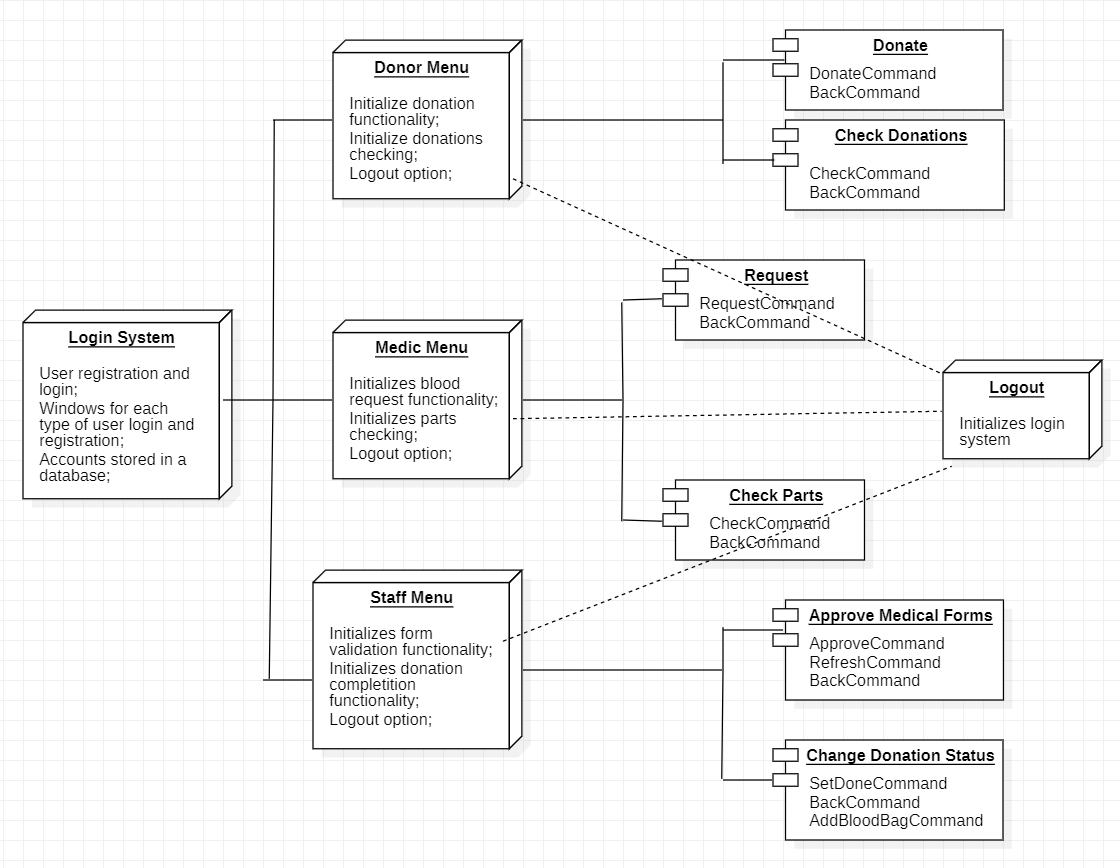 Donor Menu
Initialize donation
functionality;
Initialize donations
checking;
Logout option;
Donate
DonateCommand
BackCommand
Check Donations
CheckCommand
BackCommand
Login System
User registration and
login;
Windows for each
type of user login and
registration;
Accounts stored in a
database;
Medic Menu
Initializes blood
request functionality;
Initializes parts
checking;
Logout option;
Request
RequestCommand
BackCommand
Logout
Initializes login
system
Check Parts
CheckCommand
BackCommand
Staff Menu
Initializes form
validation functionality;
Initializes donation
completition
functionality;
Logout option;
Approve Medical Forms
ApproveCommand
RefreshCommand
BackCommand
Change Donation Status
SetDoneCommand
BackCommand
AddBloodBagCommand